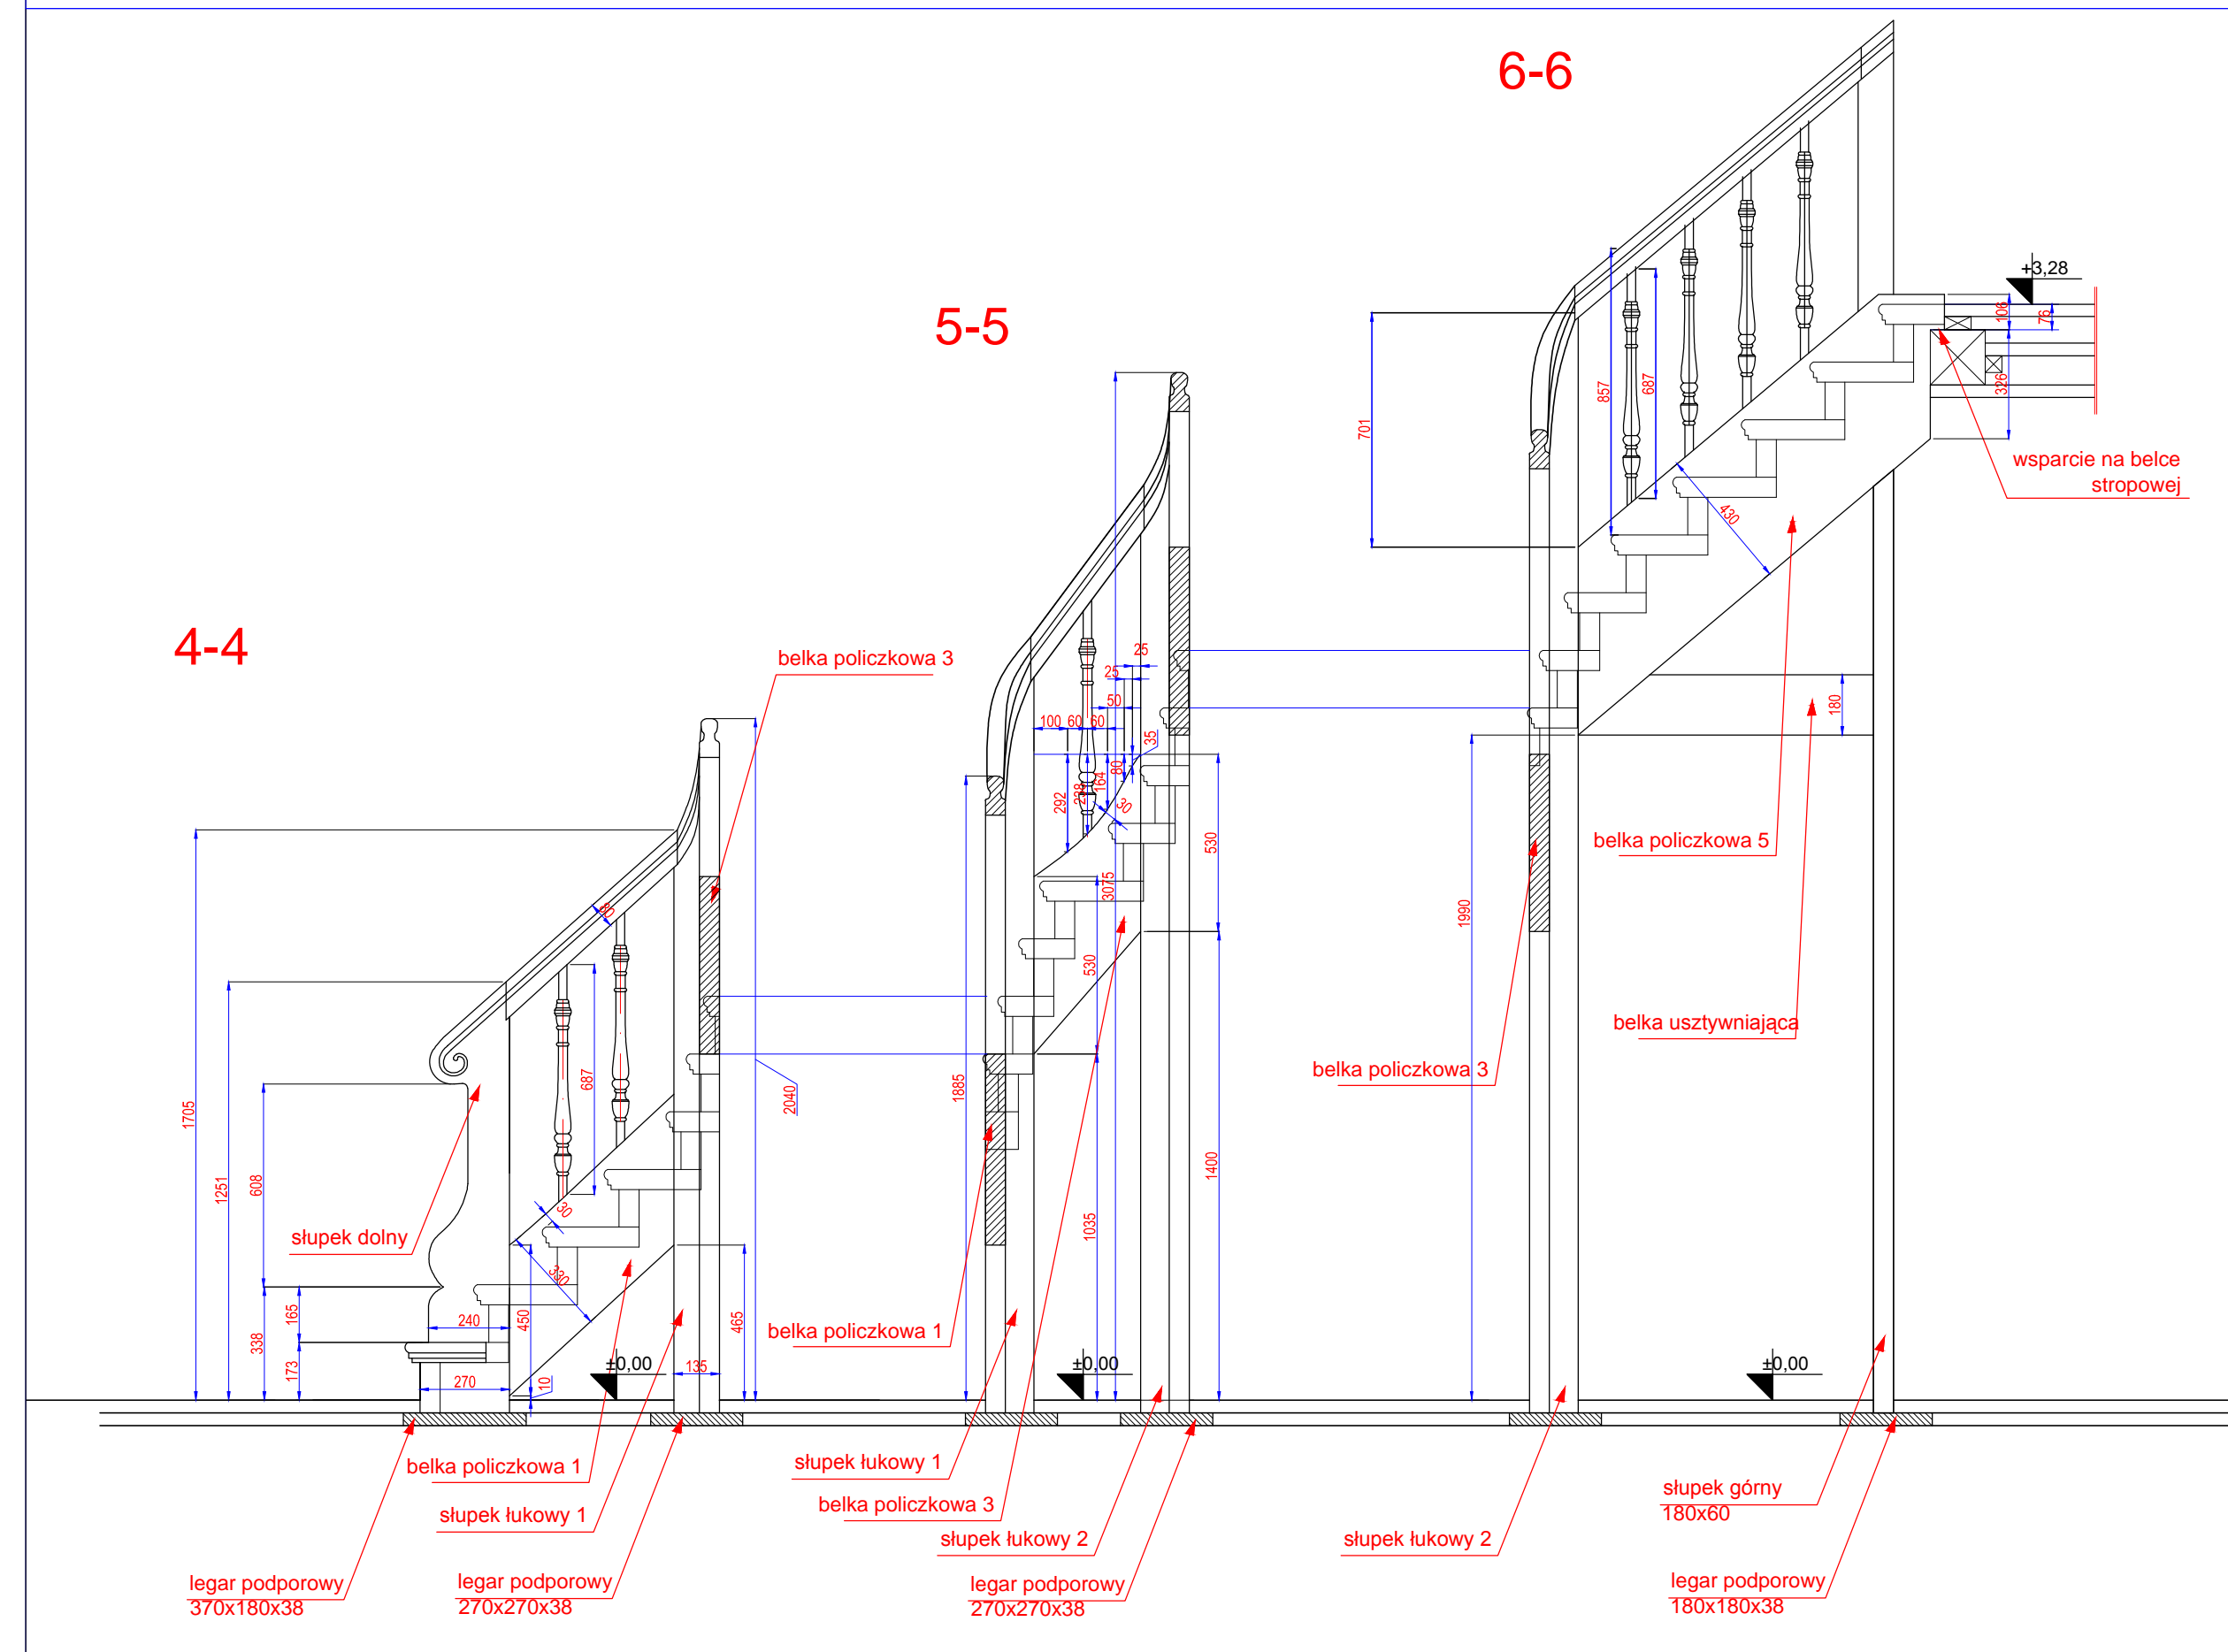 6-6
5-5
4-4
+3,28
106
76
326
wsparcie na belce
stropowej
857
687
701
430
180
1990
belka policzkowa 5
belka usztywniająca
belka policzkowa 3
belka policzkowa 3
25
25
50
100
60
60
35
80
164
238
292
30
530
3075
530
1885
1400
1035
80
687
2040
1705
1251
608
słupek dolny
30
330
450
165
338
173
240
270
10
465
135
±0,00
±0,00
±0,00
belka policzkowa 1
belka policzkowa 1
słupek łukowy 1
słupek łukowy 1
belka policzkowa 3
słupek łukowy 2
słupek łukowy 2
słupek górny
180x60
legar podporowy
370x180x38
legar podporowy
270x270x38
legar podporowy
270x270x38
legar podporowy
180x180x38